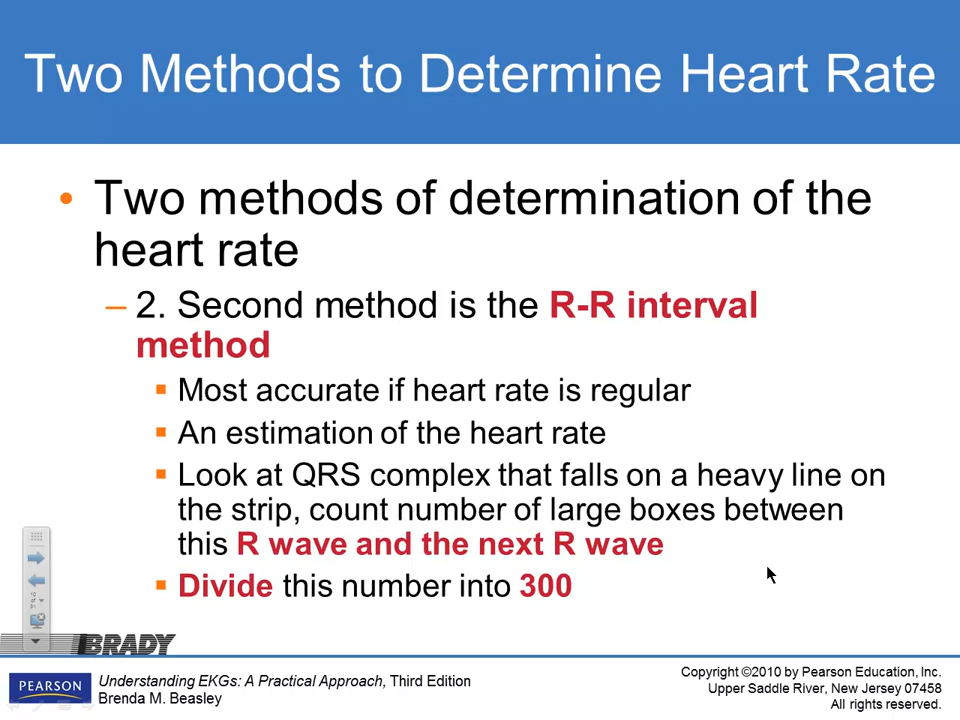 Two Methods to Determine Heart Rate
• Two methods of determination of the
heart rate
– 2. Second method is the R-R interval
method
▪ Most accurate if heart rate is regular
▪ An estimation of the heart rate
▪ Look at QRS complex that falls on a heavy line on
the strip, count number of large boxes between
this R wave and the next R wave
▪ Divide this number into 300
BRADY
PEARSON
Understanding EKGs: A Practical Approach, Third Edition
Brenda M. Beasley
Copyright ©2010 by Pearson Education, Inc.
Upper Saddle River, New Jersey 07458
All rights reserved.